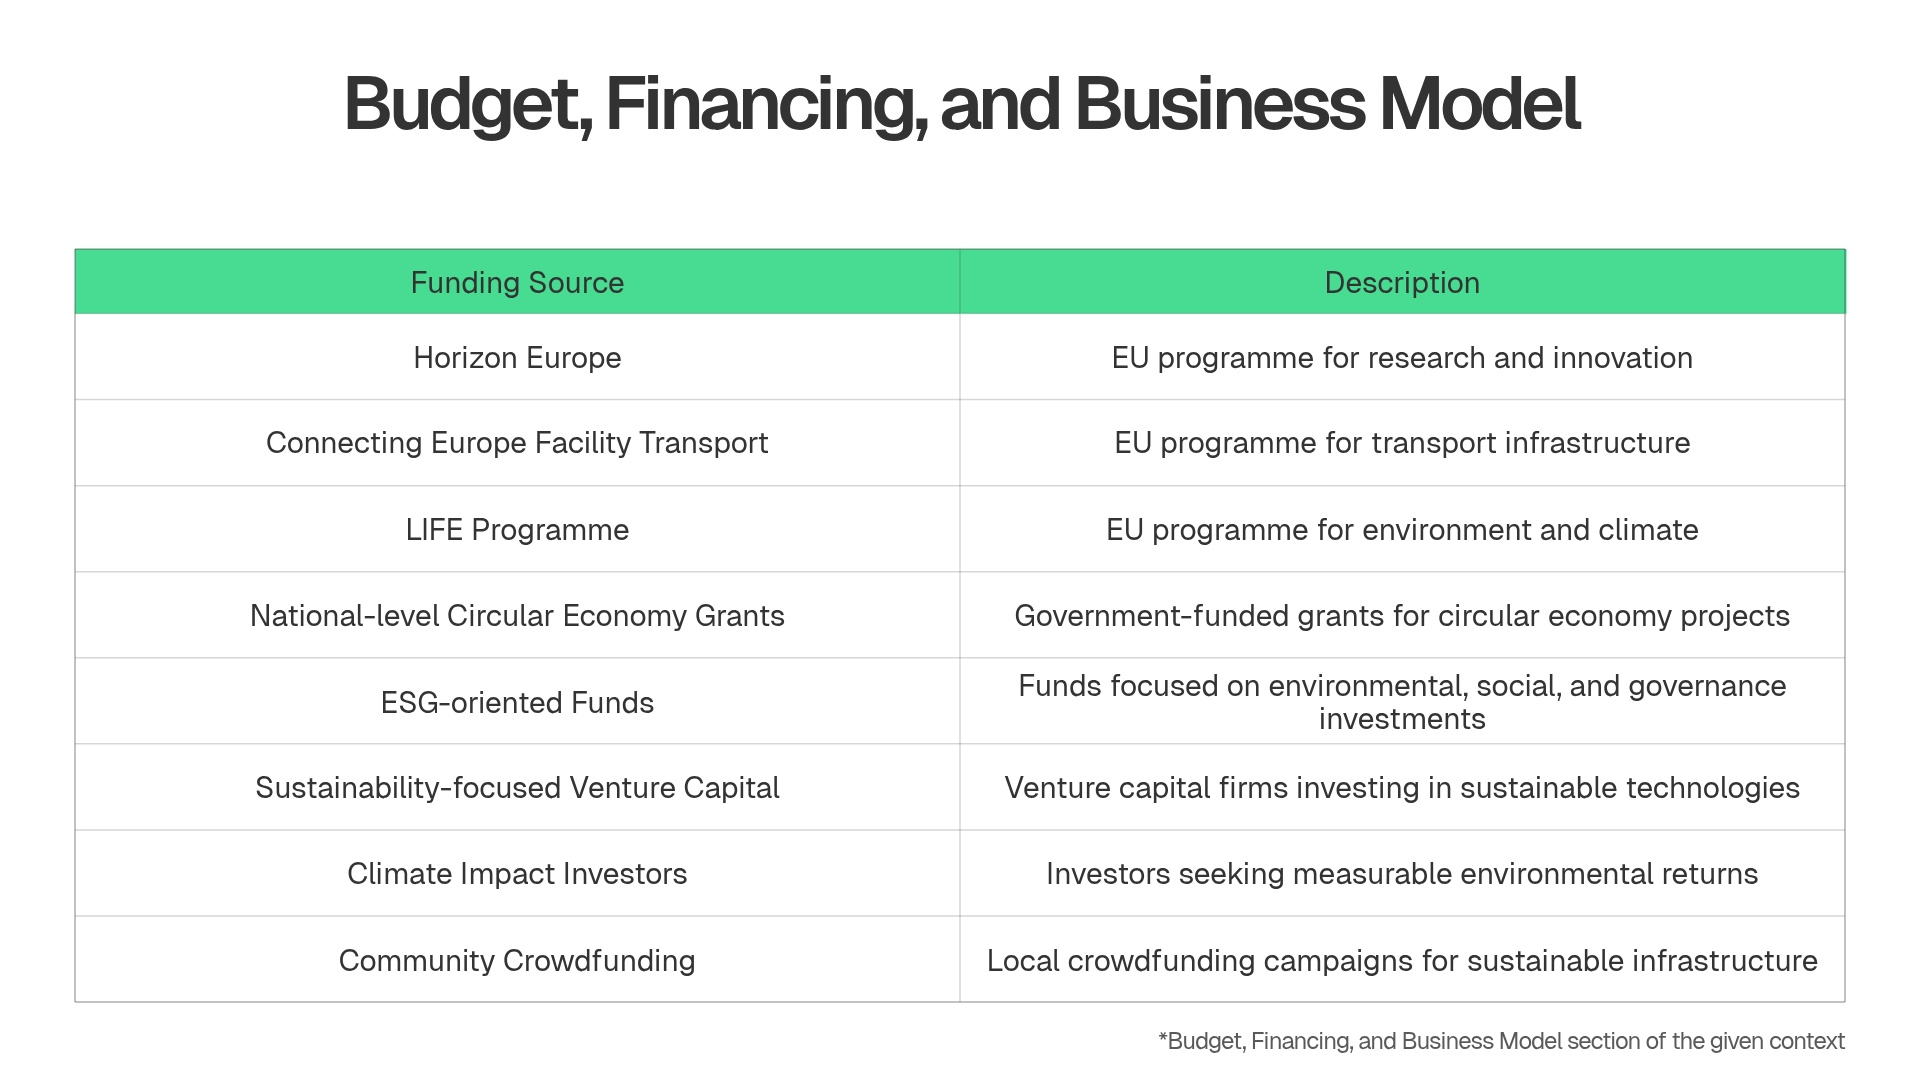 Budget, Financing, and Business Model
Funding Source
Description
Horizon Europe
EU programme for research and innovation
Connecting Europe Facility Transport
EU programme for transport infrastructure
LIFE Programme
EU programme for environment and climate
National-level Circular Economy Grants
Government-funded grants for circular economy projects
ESG-oriented Funds
Funds focused on environmental, social, and governance
investments
Sustainability-focused Venture Capital
Venture capital firms investing in sustainable technologies
Climate Impact Investors
Investors seeking measurable environmental returns
Community Crowdfunding
Local crowdfunding campaigns for sustainable infrastructure
*Budget, Financing, and Business Model section of the given context